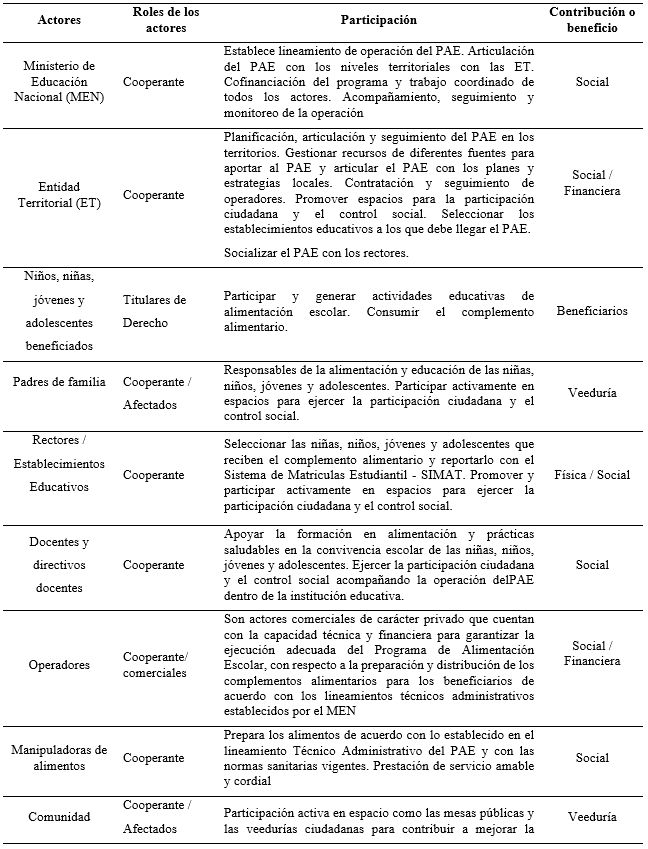 Actores
Roles de los
actores
Participación
Contribución o
beneficio
Ministerio de
Educación
Nacional (MEN)
Cooperante
Establece lineamiento de operación del PAE. Articulación
del PAE con los niveles territoriales con las ET.
Cofinanciación del programa y trabajo coordinado de
todos los actores. Acompañamiento, seguimiento y
monitoreo de la operación
Social
Entidad
Territorial (ET)
Cooperante
Planificación, articulación y seguimiento del PAE en los
territorios. Gestionar recursos de diferentes fuentes para
aportar al PAE y articular el PAE con los planes y
estrategias locales. Contratación y seguimiento de
operadores. Promover espacios para la participación
ciudadana y el control social. Seleccionar los
establecimientos educativos a los que debe llegar el PAE.
Socializar el PAE con los rectores.
Social /
Financiera
Niños, niñas,
jóvenes y
adolescentes
beneficiados
Titulares de
Derecho
Participar y generar actividades educativas de
alimentación escolar. Consumir el complemento
alimentario.
Beneficiarios
Padres de familia
Cooperante /
Afectados
Responsables de la alimentación y educación de las niñas,
niños, jóvenes y adolescentes. Participar activamente en
espacios para ejercer la participación ciudadana y el
control social.
Veeduría
Rectores /
Establecimientos
Educativos
Cooperante
Seleccionar las niñas, niños, jóvenes y adolescentes que
reciben el complemento alimentario y reportarlo con el
Sistema de Matriculas Estudiantil - SIMAT. Promover y
participar activamente en espacios para ejercer la
participación ciudadana y el control social.
Física / Social
Docentes y
directivos
docentes
Cooperante
Apoyar la formación en alimentación y prácticas
saludables en la convivencia escolar de las niñas, niños,
jóvenes y adolescentes. Ejercer la participación ciudadana
y el control social acompañando la operación delPAE
dentro de la institución educativa.
Social
Operadores
Cooperante/
comerciales
Son actores comerciales de carácter privado que cuentan
con la capacidad técnica y financiera para garantizar la
ejecución adecuada del Programa de Alimentación
Escolar, con respecto a la preparación y distribución de los
complementos alimentarios para los beneficiarios de
acuerdo con los lineamientos técnicos administrativos
establecidos por el MEN
Social /
Financiera
Manipuladoras de
alimentos
Cooperante
Prepara los alimentos de acuerdo con lo establecido en el
lineamiento Técnico Administrativo del PAE y con las
normas sanitarias vigentes. Prestación de servicio amable
y cordial
Social
Comunidad
Cooperante /
Afectados
Participación activa en espacio como las mesas públicas y
las veedurías ciudadanas para contribuir a mejorar la
Veeduría